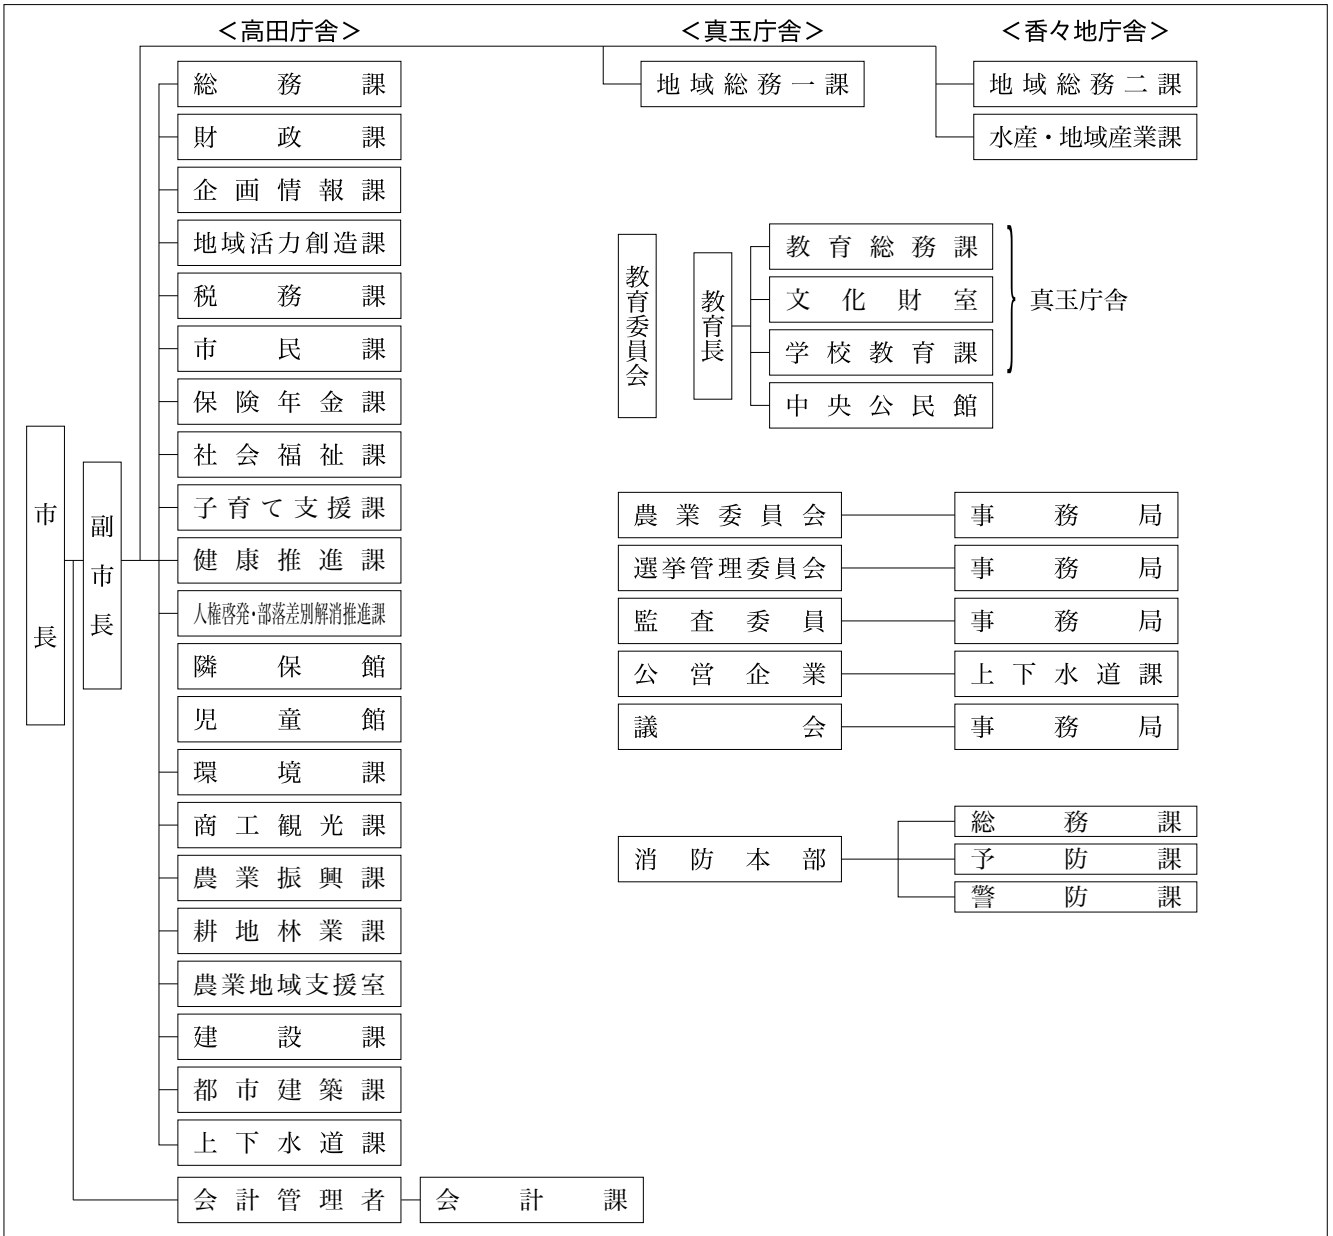 ＜高田庁舎＞
＜真玉庁舎＞
＜香々地庁舎＞
市長
副市長
総務課
財政課
企画情報課
地域活力創造課
税務課
市民課
保険年金課
社会福祉課
子育て支援課
健康推進課
人権啓発・部落差別解消推進課
隣保館
児童館
環境課
商工観光課
農業振興課
耕地林業課
農業地域支援室
建設課
都市建築課
上下水道課
会計管理者
会計課
地域総務一課
地域総務二課
水産・地域産業課
教育委員会
教育長
教育総務課
文化財室
学校教育課
中央公民館
真玉庁舎
農業委員会
事務局
選挙管理委員会
事務局
監査委員
事務局
公営企業
上下水道課
議会
事務局
消防本部
総務課
予防課
警防課